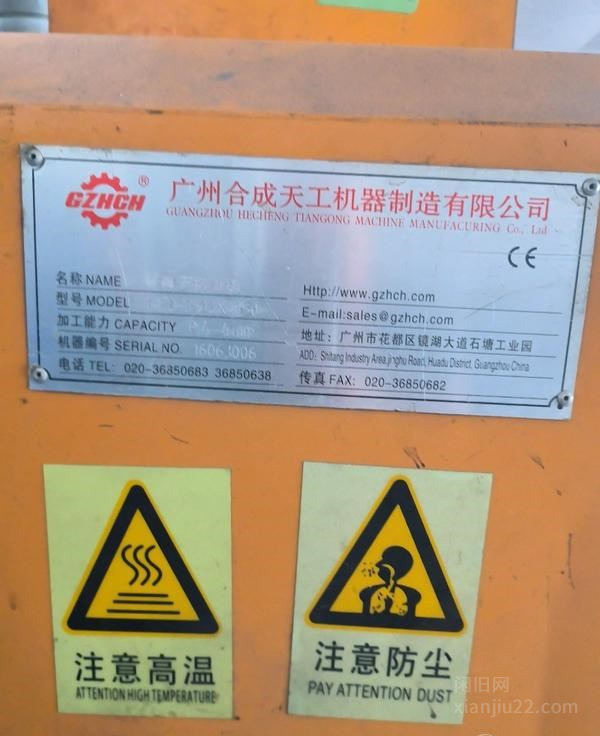 GZHCH ®
广州合成天工机器制造有限公司
GUANGZHOU HECHENG TIANGONG MACHINE MANUFACURING Co., Ltd
CE
名称 NAME
型号 MODEL
加工能力 CAPACITY
机器编号 SERIAL NO
电话 TEL: 020-36850683 36850638
Http://www.gzhch.com
E-mail:sales@gzhch.com
地址: 广州市花都区镜湖大道石塘工业园
ADD: Shitang Industry Area,jinghu Road, Huadu District, Guangzhou China
传真 FAX: 020-36850682
注意高温
ATTENTION HIGH TEMPERATURE
注意防尘
PAY ATTENTION DUST
闲旧网
xianjiu22.com